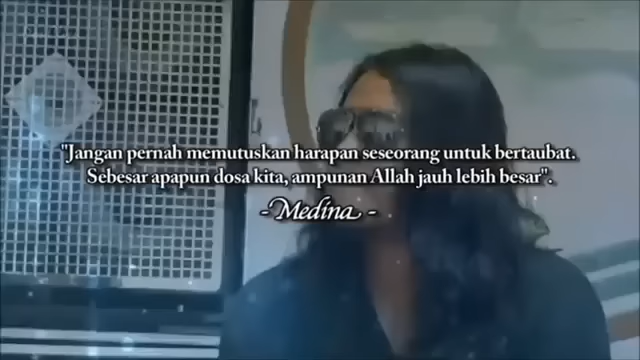 "Jangan pernah memutuskan harapan seseorang untuk bertaubat.
Sebesar apapun dosa kita, ampunan Allah jauh lebih besar".
- Medina -